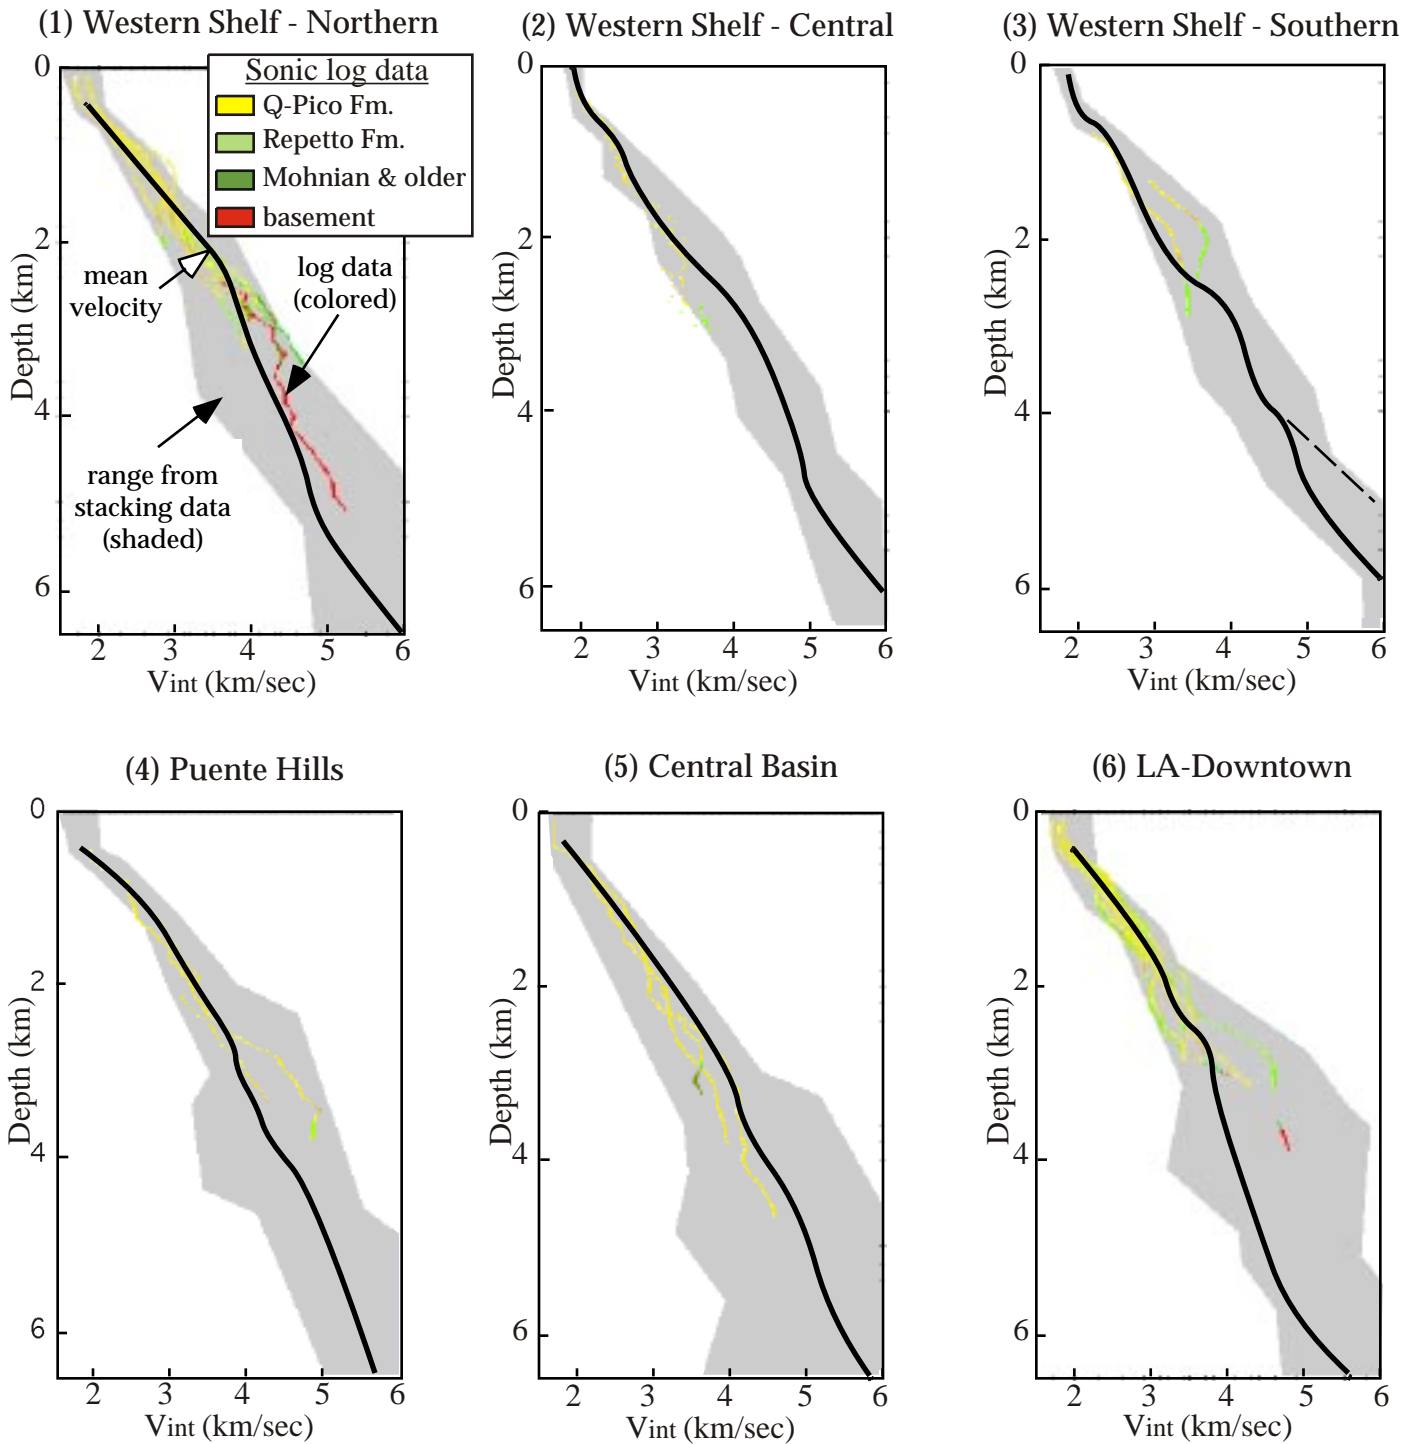 (1) Western Shelf - Northern
(2) Western Shelf - Central
(3) Western Shelf - Southern
Sonic log data
Q-Pico Fm.
Repetto Fm.
Mohnian & older
basement
mean
velocity
log data
(colored)
range from
stacking data
(shaded)
0
2
4
6
Depth (km)
2 3 4 5 6
Vint (km/sec)
0
2
4
6
Depth (km)
2 3 4 5 6
Vint (km/sec)
0
2
4
6
Depth (km)
2 3 4 5 6
Vint (km/sec)
(4) Puente Hills
(5) Central Basin
(6) LA-Downtown
0
2
4
6
Depth (km)
2 3 4 5 6
Vint (km/sec)
0
2
4
6
Depth (km)
2 3 4 5 6
Vint (km/sec)
0
2
4
6
Depth (km)
2 3 4 5 6
Vint (km/sec)